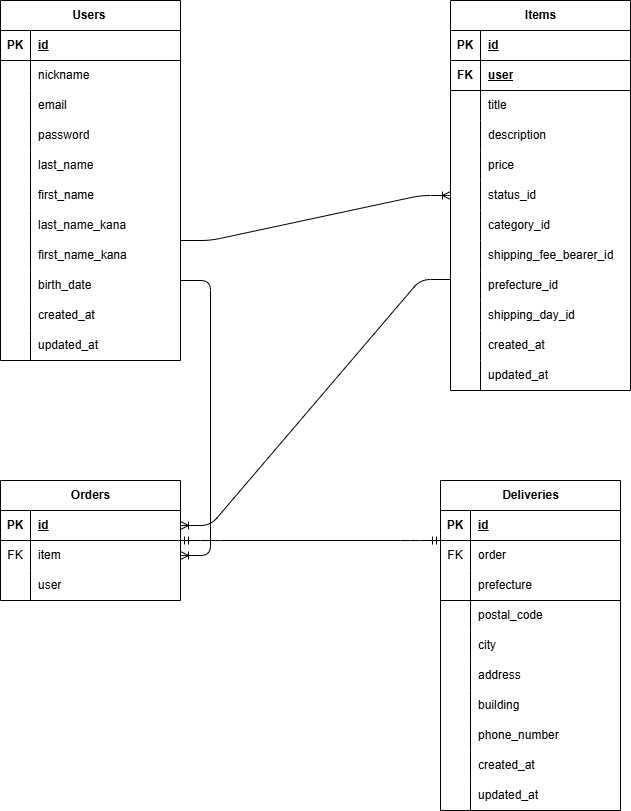 Users
PK id
nickname
email
password
last_name
first_name
last_name_kana
first_name_kana
birth_date
created_at
updated_at
Items
PK id
FK user
title
description
price
status_id
category_id
shipping_fee_bearer_id
prefecture_id
shipping_day_id
created_at
updated_at
Orders
PK id
FK item
user
Deliveries
PK id
FK order
prefecture
postal_code
city
address
building
phone_number
created_at
updated_at